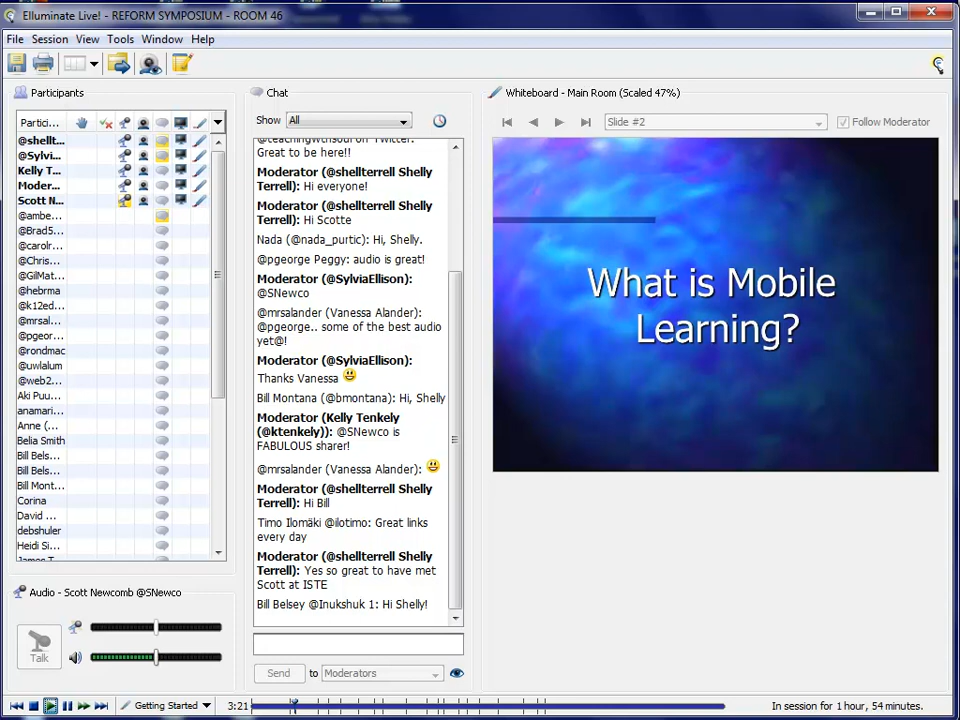 Elluminate Live! - REFORM SYMPOSIUM - ROOM 46
File Session View Tools Window Help
Participants
Partici...
@shellt...
@Sylvi...
Kelly T...
Moder...
Scott N...
@ambe...
@Brad5...
@carolr...
@Chris...
@GilMat...
@hebrma
@k12ed...
@mrsal...
@pgeor...
@rondmac
@uwlalum
@web2...
Aki Puu...
anamari...
Anne (...
Belia Smith
Bill Bels...
Bill Bels...
Bill Mont...
Corina
David ...
debshuler
Heidi Si...
James T...
Audio - Scott Newcomb @SNewco
Talk
Chat
Show All
@teachingwthsoul on Twitter.
Great to be here!!
Moderator (@shellterrell Shelly
Terrell): Hi everyone!
Moderator (@shellterrell Shelly
Terrell): Hi Scotte
Nada (@nada_purtic): Hi, Shelly.
@pgeorge Peggy: audio is great!
Moderator (@SylviaEllison):
@SNewco
@mrsalander (Vanessa Alander):
@pgeorge.. some of the best audio
yet@!
Moderator (@SylviaEllison):
Thanks Vanessa
Bill Montana (@bmontana): Hi, Shelly
Moderator (Kelly Tenkely
(@ktenkely)): @SNewco is
FABULOUS sharer!
@mrsalander (Vanessa Alander):
Moderator (@shellterrell Shelly
Terrell): Hi Bill
Timo Ilomäki @ilotimo: Great links
every day
Moderator (@shellterrell Shelly
Terrell): Yes so great to have met
Scott at ISTE
Bill Belsey @Inukshuk 1: Hi Shelly!
Send to Moderators
Whiteboard - Main Room (Scaled 47%)
Slide #2 Follow Moderator
What is Mobile
Learning?
Getting Started 3:21 In session for 1 hour, 54 minutes.